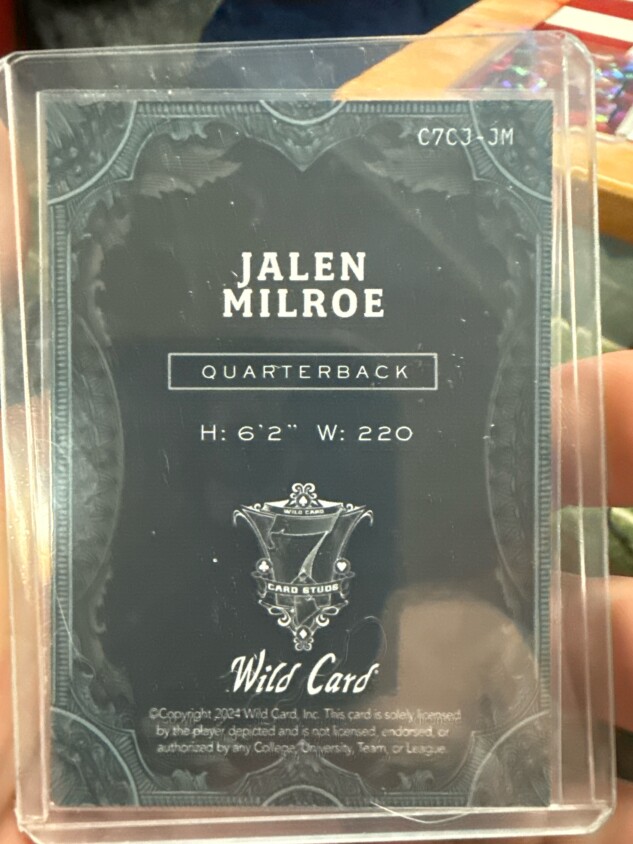 C7CJ-JM
JALEN
MILROE
QUARTERBACK
H: 6'2" W: 220
WILD CARD
7
CARD STUDS
Wild Card
©Copyright 2024 Wild Card, Inc. This card is solely licensed
by the player depicted and is not licensed, endorsed, or
authorized by any College, University, Team, or League.